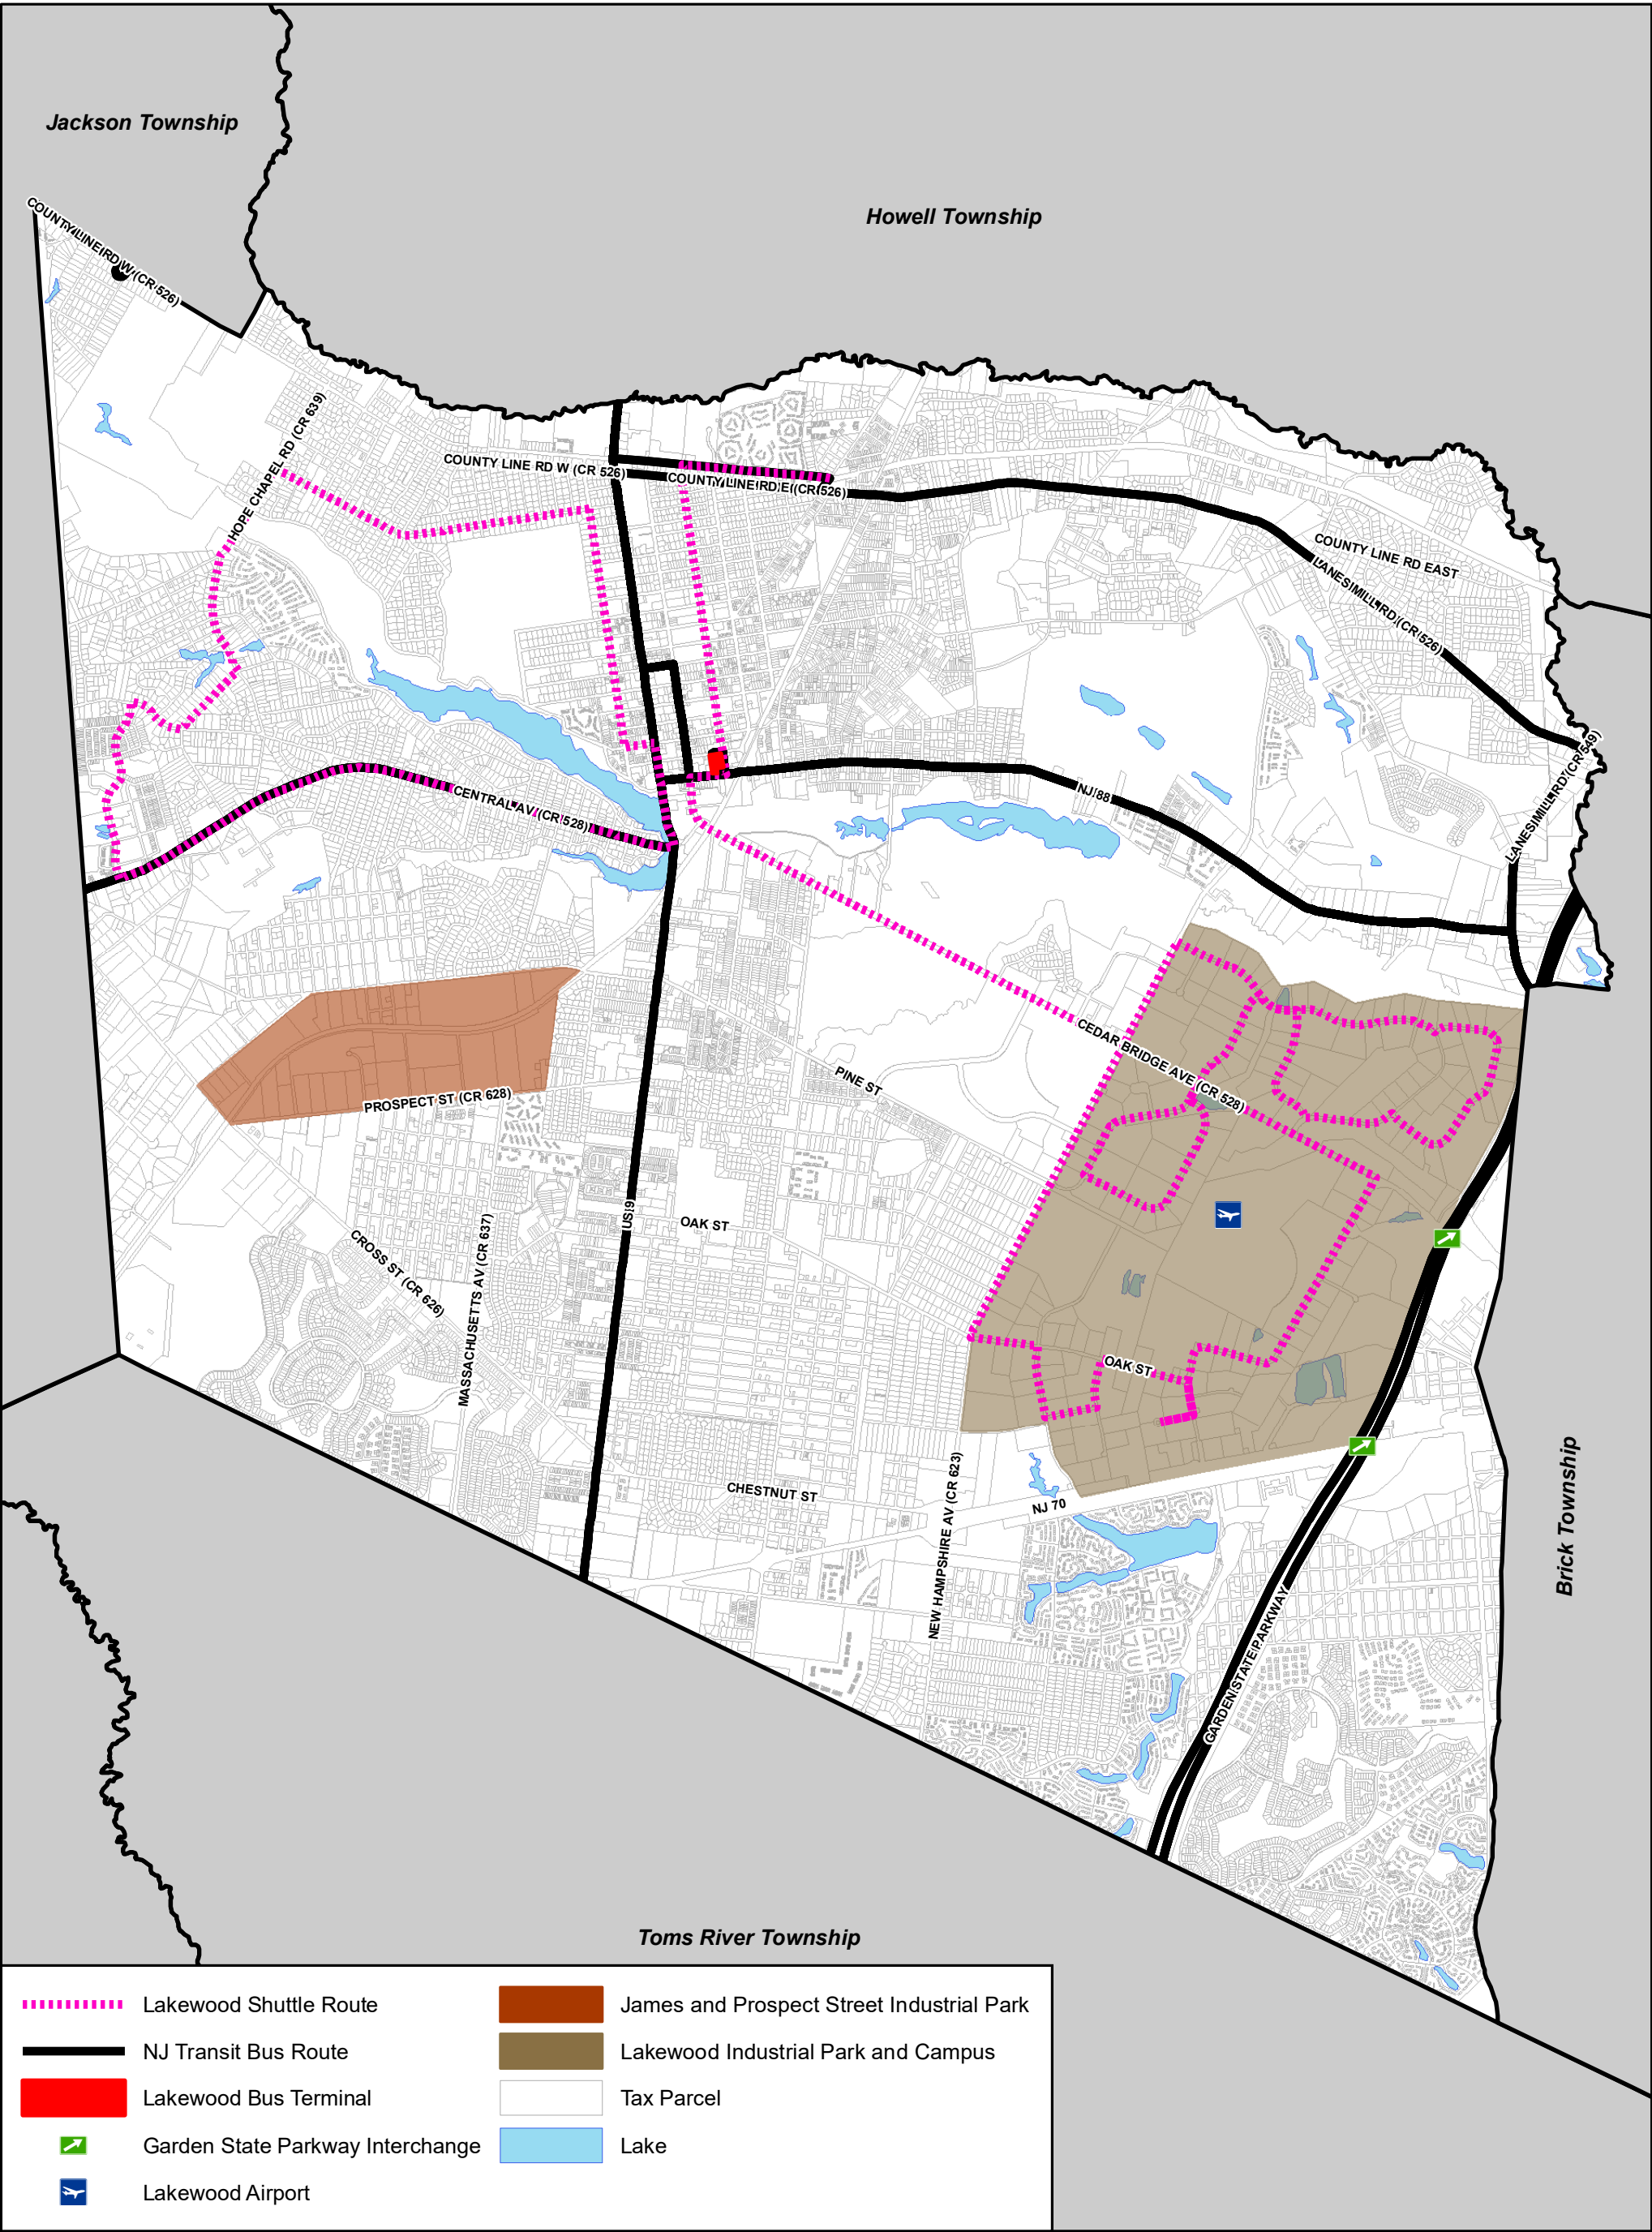 Jackson Township
Howell Township
COUNTY LINE RD W (CR 526)
HOPE CHAPEL RD (CR 639)
COUNTY LINE RD W (CR 526)
COUNTY LINE RD E (CR 526)
COUNTY LINE RD EAST
LANES MILL RD (CR 526)
LANES MILL RD (CR 549)
CENTRAL AV (CR 528)
NJ 88
CEDAR BRIDGE AVE (CR 528)
PINE ST
PROSPECT ST (CR 628)
CROSS ST (CR 626)
MASSACHUSETTS AV (CR 637)
US 9
OAK ST
OAK ST
CHESTNUT ST
NEW HAMPSHIRE AV (CR 623)
NJ 70
GARDEN STATE PARKWAY
Brick Township
Toms River Township
Lakewood Shuttle Route
NJ Transit Bus Route
Lakewood Bus Terminal
Garden State Parkway Interchange
Lakewood Airport
James and Prospect Street Industrial Park
Lakewood Industrial Park and Campus
Tax Parcel
Lake